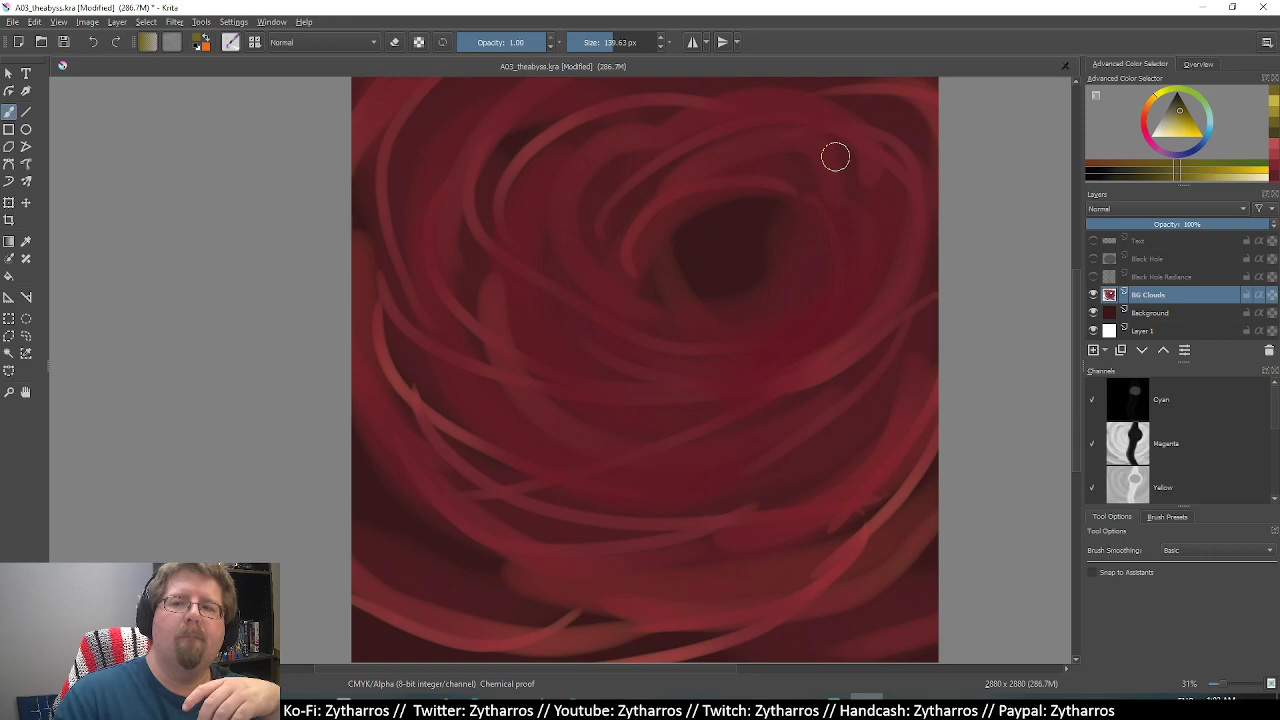 A03_theabyss.kra [Modified] (286.7M) * - Krita
File Edit View Image Layer Select Filter Tools Settings Window Help
Normal Opacity: 1.00 Size: 139.63 px
A03_theabyss.kra [Modified] (286.7M)
Advanced Color Selector Overview
Advanced Color Selector
Layers
Normal
Opacity: 100%
Text
Black Hole
Black Hole Radiance
BG Clouds
Background
Layer 1
Channels
Cyan
Magenta
Yellow
Tool Options Brush Presets
Tool Options
Brush Smoothing: Basic
Snap to Assistants
CMYK/Alpha (8-bit integer/channel) Chemical proof
2880 x 2880 (286.7M)
31%
Ko-Fi: Zytharros // Twitter: Zytharros // Youtube: Zytharros // Twitch: Zytharros // Handcash: Zytharros // Paypal: Zytharros